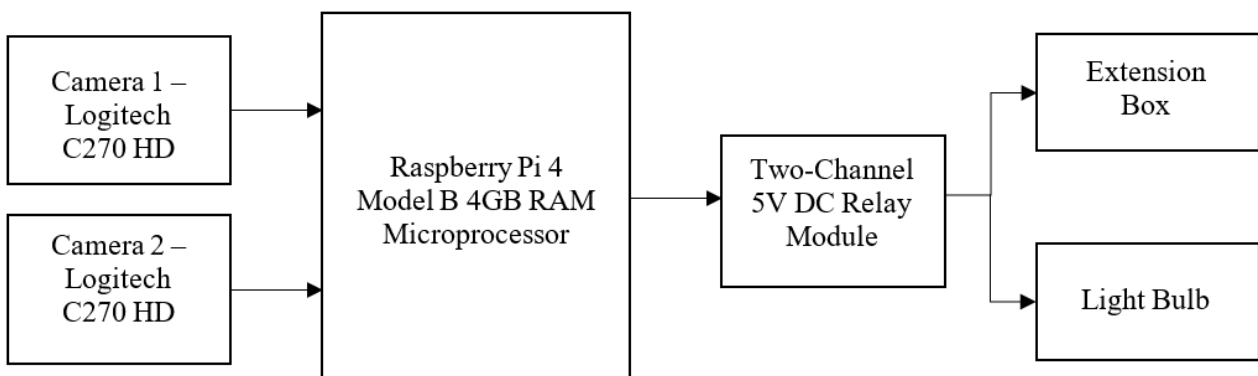 Camera 1 –
Logitech
C270 HD
Camera 2 –
Logitech
C270 HD
Raspberry Pi 4
Model B 4GB RAM
Microprocessor
Two-Channel
5V DC Relay
Module
Extension
Box
Light Bulb